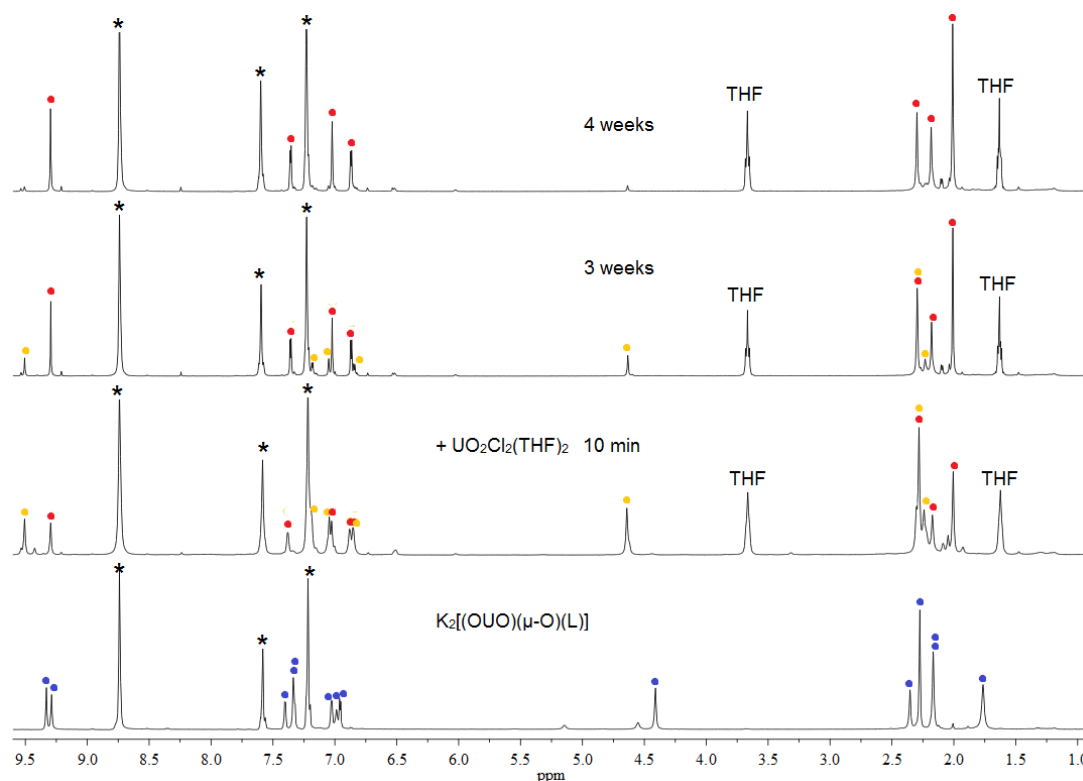 * * *
THF THF
4 weeks
* * *
3 weeks
THF THF
* * *
+ UO₂Cl₂(THF)₂ 10 min
THF THF
* * *
K₂[(OUO)(μ-O)(L)]
9.5 9.0 8.5 8.0 7.5 7.0 6.5 6.0 5.5 5.0 4.5 4.0 3.5 3.0 2.5 2.0 1.5 1.0
ppm